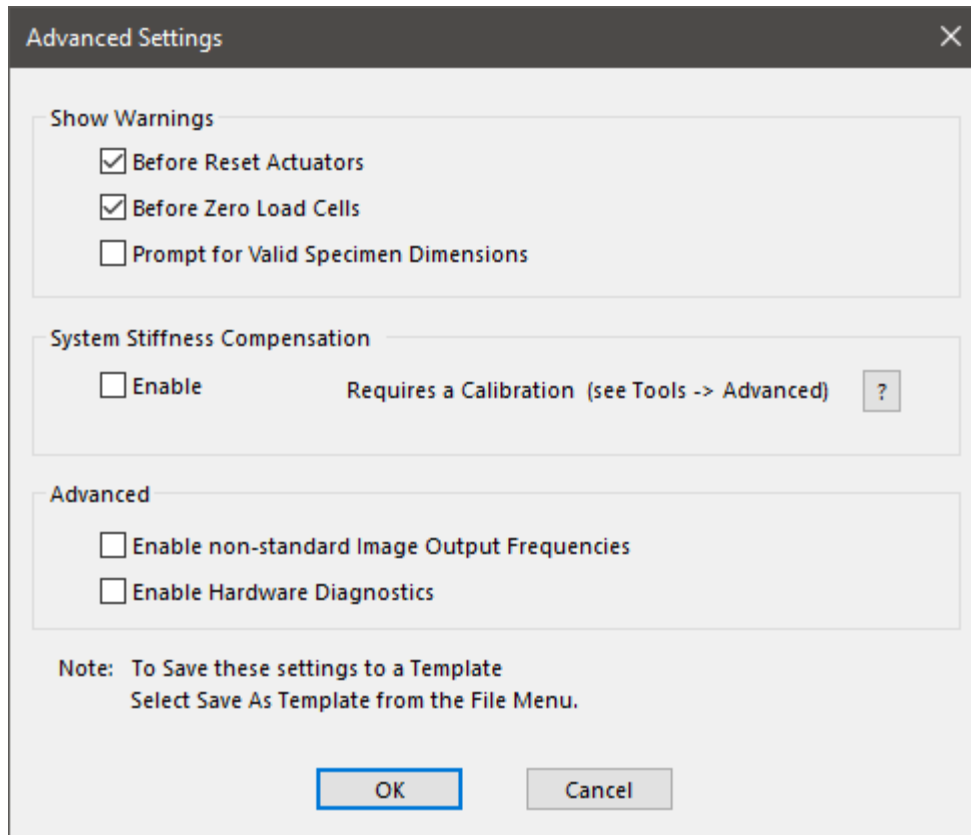 Advanced Settings
Show Warnings
Before Reset Actuators
Before Zero Load Cells
Prompt for Valid Specimen Dimensions
System Stiffness Compensation
Enable Requires a Calibration (see Tools -> Advanced) ?
Advanced
Enable non-standard Image Output Frequencies
Enable Hardware Diagnostics
Note: To Save these settings to a Template
Select Save As Template from the File Menu.
OK Cancel